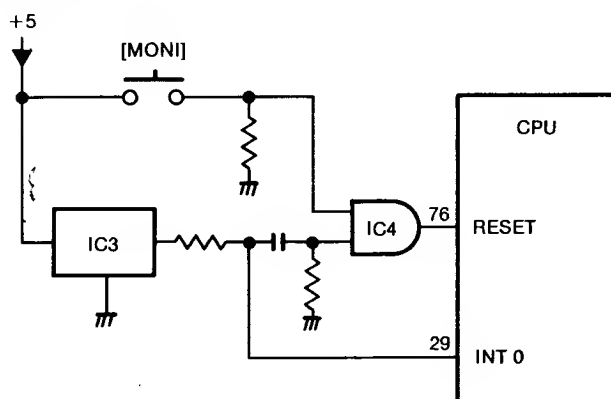 +5
[MONI]
CPU
IC3
IC4
76
RESET
29
INT 0